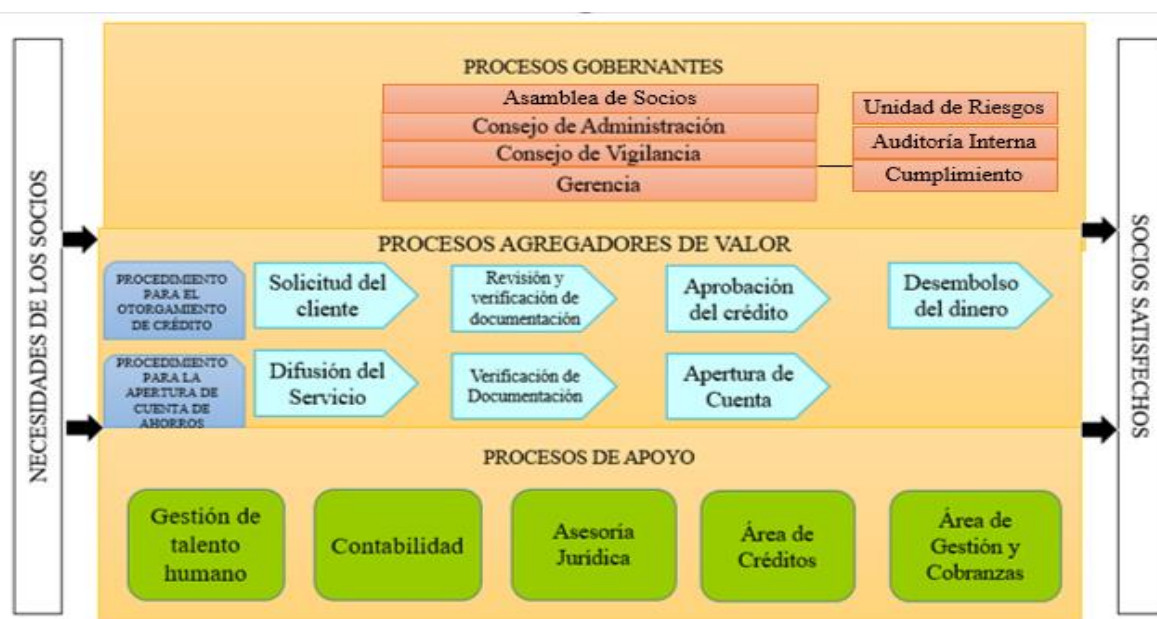 NECESIDADES DE LOS SOCIOS
PROCESOS GOBERNANTES
Asamblea de Socios
Consejo de Administración
Consejo de Vigilancia
Gerencia
Unidad de Riesgos
Auditoría Interna
Cumplimiento
PROCESOS AGREGADORES DE VALOR
PROCEDIMIENTO
PARA EL
OTORGAMIENTO
DE CRÉDITO
Solicitud del
cliente
Revisión y
verificación de
documentación
Aprobación
del crédito
Desembolso
del dinero
PROCEDIMIENTO
PARA LA
APERTURA DE
CUENTA DE
AHORROS
Difusión del
Servicio
Verificación de
Documentación
Apertura de
Cuenta
PROCESOS DE APOYO
Gestión de
talento
humano
Contabilidad
Asesoría
Jurídica
Área de
Créditos
Área de
Gestión y
Cobranzas
SOCIOS SATISFECHOS